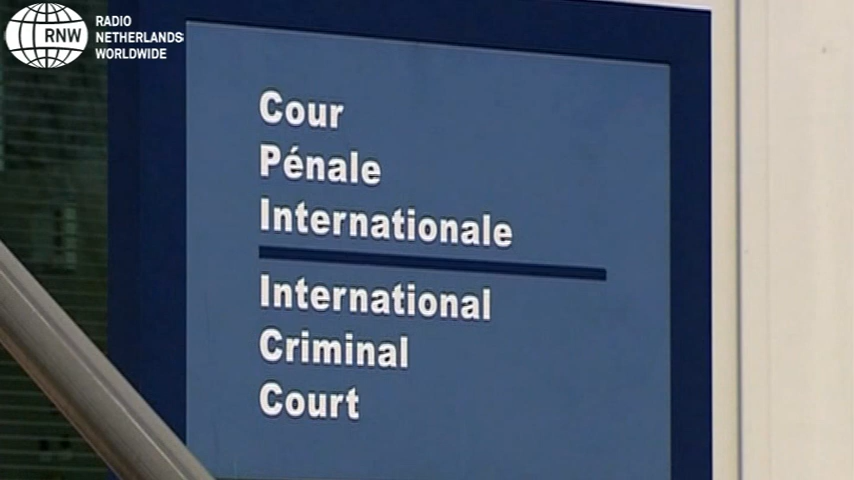 RNW
RADIO
NETHERLANDS
WORLDWIDE
Cour
Pénale
Internationale
International
Criminal
Court